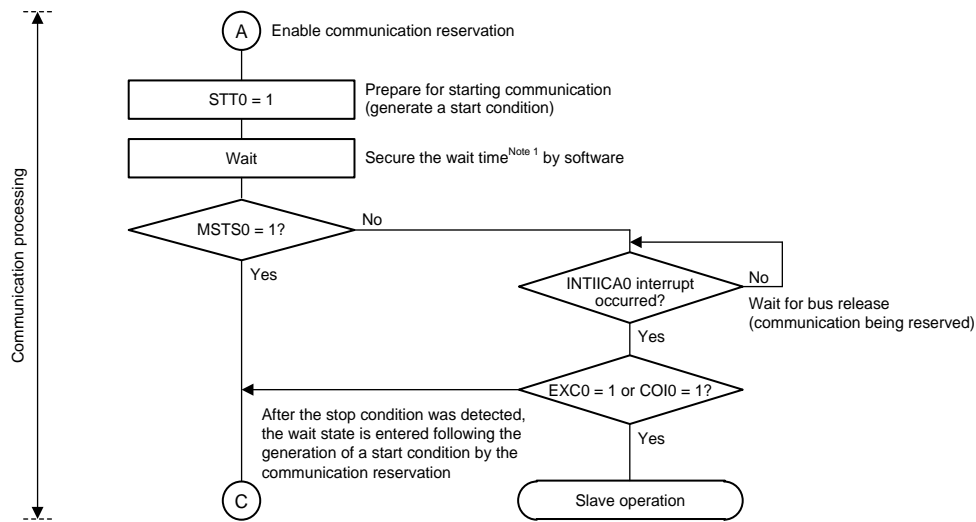 A
Enable communication reservation
STT0 = 1
Prepare for starting communication
(generate a start condition)
Wait
Secure the wait timeNote 1 by software
MSTS0 = 1?
No
Yes
INTIICA0 interrupt
occurred?
No
Wait for bus release
(communication being reserved)
Yes
EXC0 = 1 or COI0 = 1?
After the stop condition was detected,
the wait state is entered following the
generation of a start condition by the
communication reservation
Yes
C
Slave operation
Communication processing